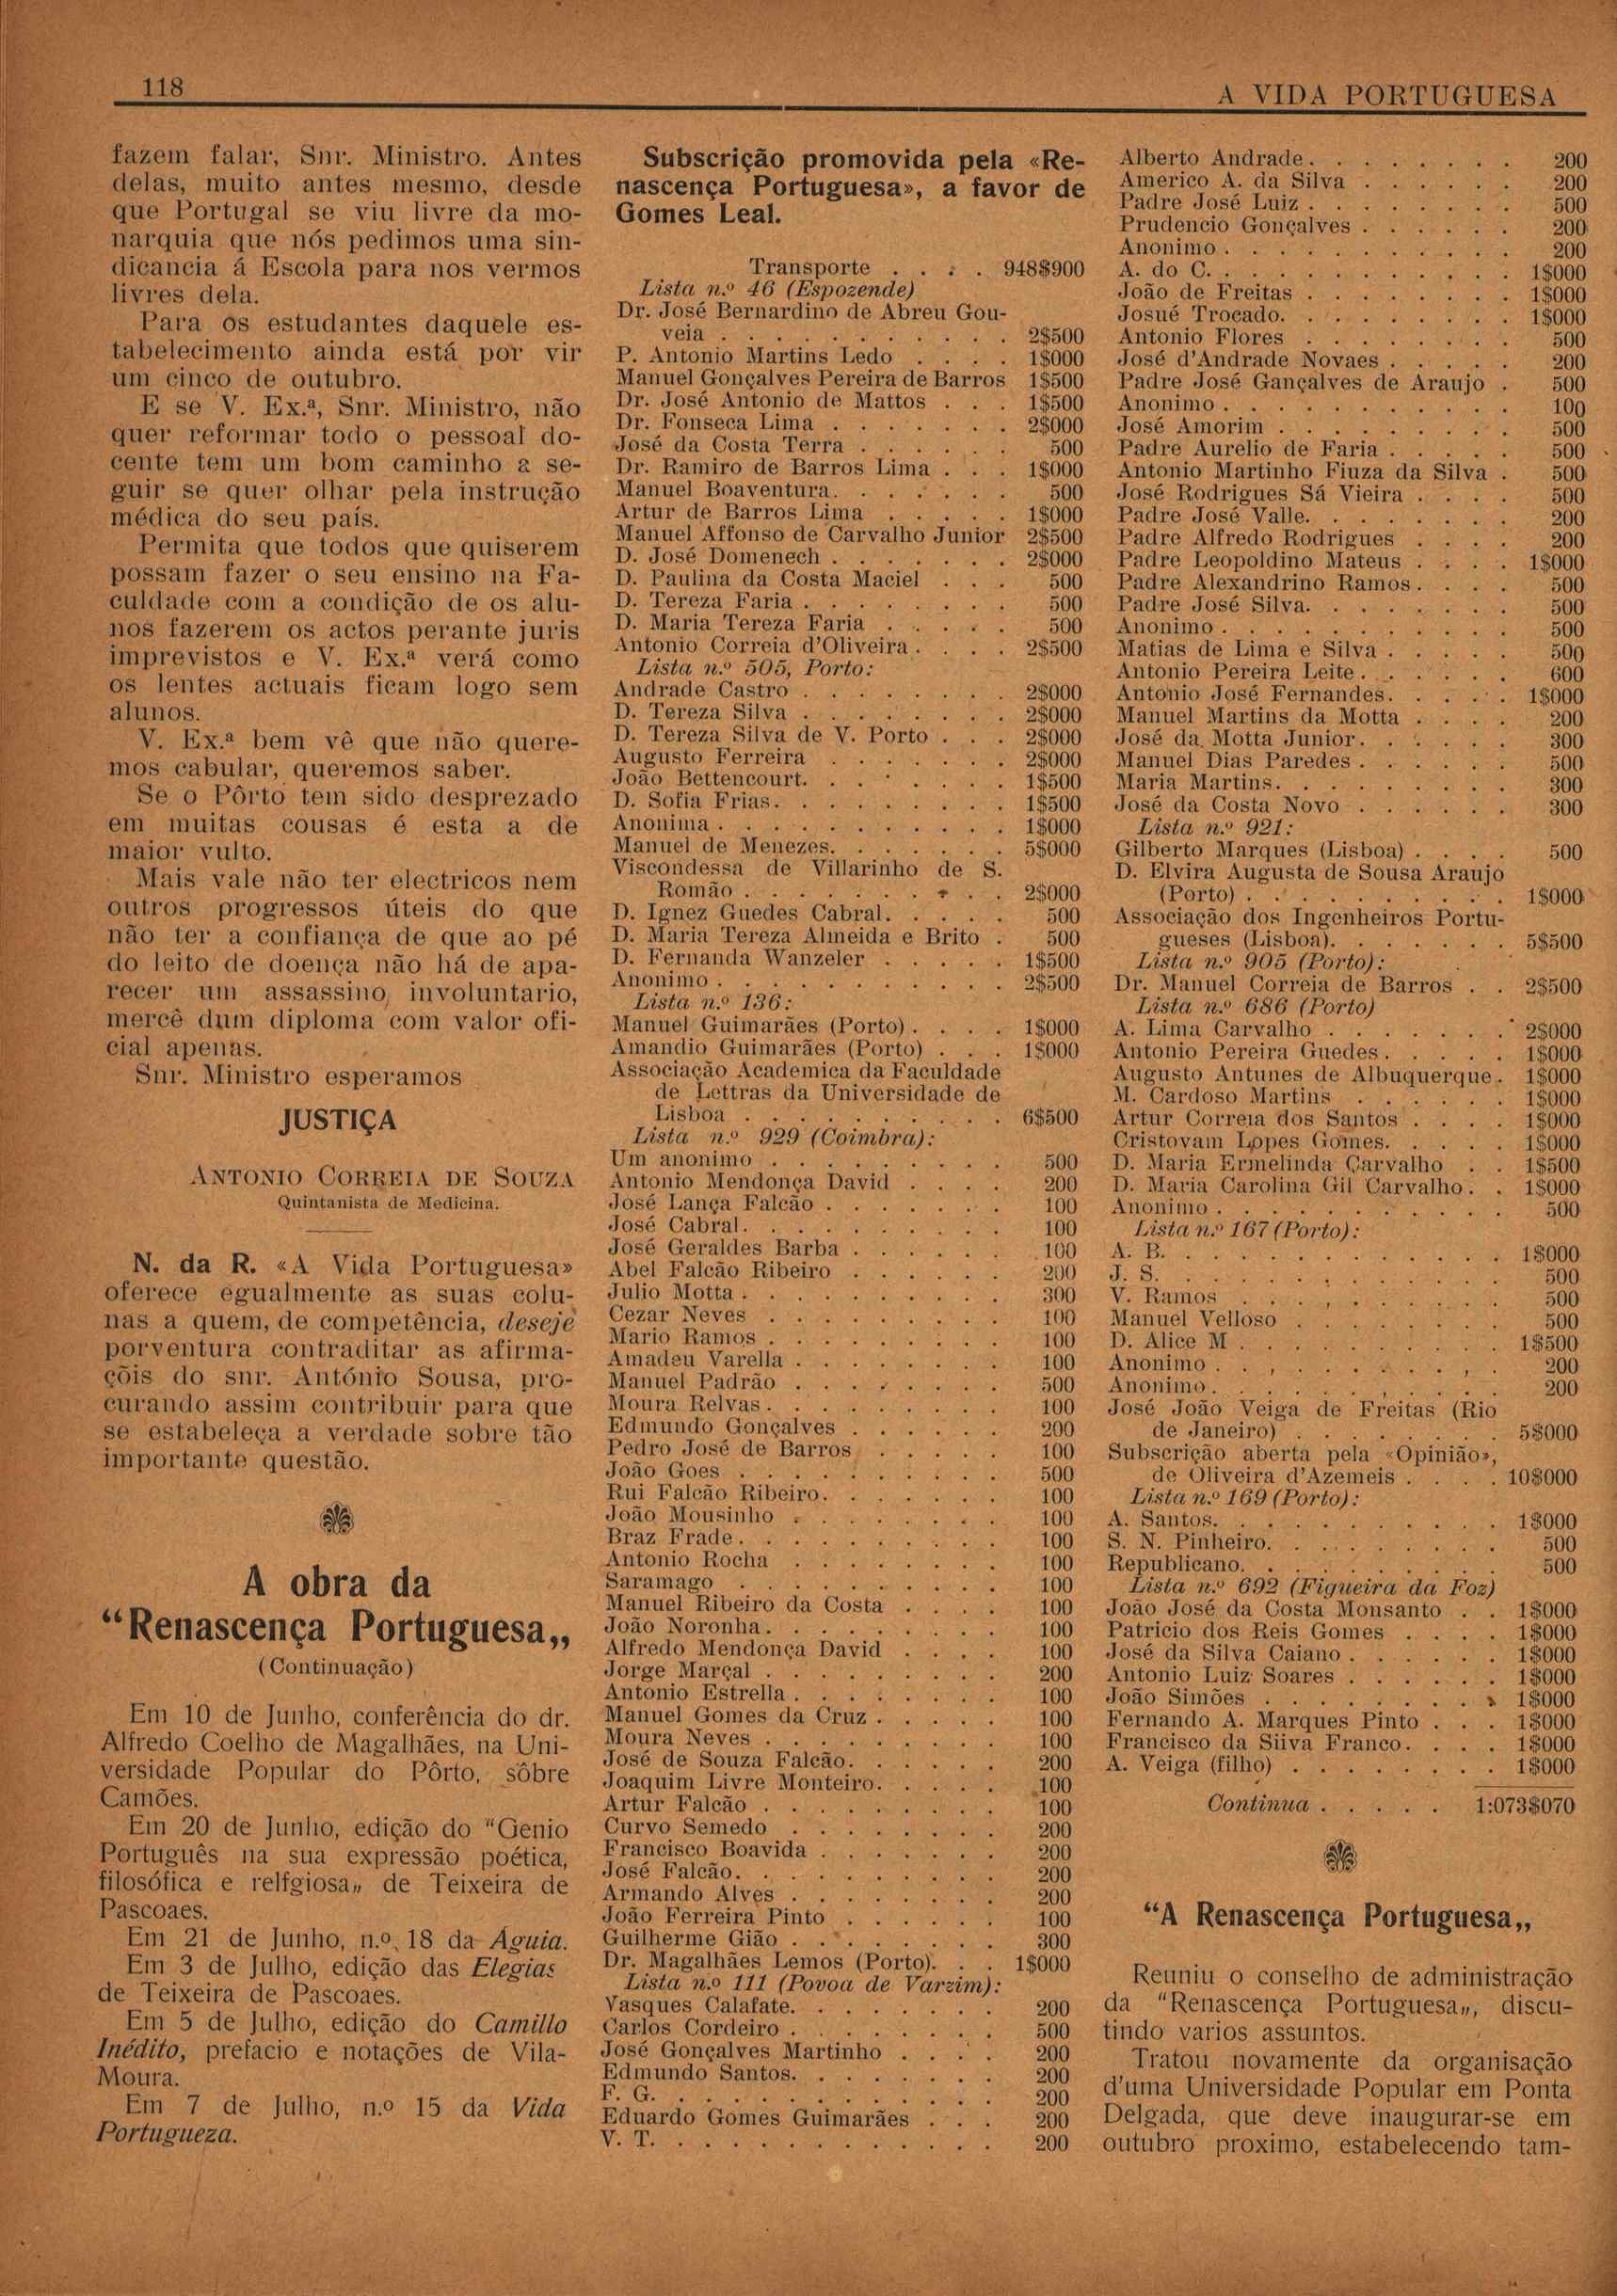 118
A VIDA PORTUGUESA
fazem falar, Snr. Ministro. Antes
delas, muito antes mesmo, desde
que Portugal se viu livre da mo-
narquia que nós pedimos uma sin-
dicancia á Escola para nos vermos
livres dela.
Para os estudantes daquele es-
tabelecimento ainda está por vir
um cinco de outubro.
E se V. Ex.ª, Snr. Ministro, não
quer reformar todo o pessoal do-
cente tem um bom caminho a se-
guir se quer olhar pela instrução
médica do seu país.
Permita que todos que quiserem
possam fazer o seu ensino na Fa-
culdade com a condição de os alu-
nos fazerem os actos perante juris
imprevistos e V. Ex.ª verá como
os lentes actuais ficam logo sem
alunos.
V. Ex.ª bem vê que não quere-
mos cabular, queremos saber.
Se o Pôrto tem sido desprezado
em muitas cousas é esta a de
maior vulto.
Mais vale não ter electricos nem
outros progressos úteis do que
não ter a confiança de que ao pé
do leito de doença não há de apa-
recer um assassino involuntario,
mercê dum diploma com valor ofi-
cial apenas.
Snr. Ministro esperamos
JUSTIÇA
ANTONIO CORREIA DE SOUZA
Quintanista de Medicina.
N. da R. «A Vida Portuguesa»
oferece egualmente as suas colu-
nas a quem, de competência, deseje
porventura contraditar as afirma-
çõis do snr. António Sousa, pro-
curando assim contribuir para que
se estabeleça a verdade sobre tão
importante questão.
A obra da
“Renascença Portuguesa„
(Continuação)
Em 10 de Junho, conferência do dr.
Alfredo Coelho de Magalhães, na Uni-
versidade Popular do Pôrto, sôbre
Camões.
Em 20 de Junho, edição do “Genio
Português na sua expressão poética,
filosófica e relfgiosa„ de Teixeira de
Pascoaes.
Em 21 de Junho, n.º 18 da Águia.
Em 3 de Julho, edição das Elegias
de Teixeira de Pascoaes.
Em 5 de Julho, edição do Camillo
Inédito, prefacio e notações de Vila-
Moura.
Em 7 de Julho, n.º 15 da Vida
Portugueza.
Subscrição promovida pela «Re-
nascença Portuguesa», a favor de
Gomes Leal.
Transporte . . . . 948$900
Lista n.º 46 (Espozende)
Dr. José Bernardino de Abreu Gou-
veia . . . . 2$500
P. Antonio Martins Ledo . . . . 1$000
Manuel Gonçalves Pereira de Barros 1$500
Dr. José Antonio de Mattos . . . 1$500
Dr. Fonseca Lima . . . . 2$000
José da Costa Terra . . . . 500
Dr. Ramiro de Barros Lima . . . 1$000
Manuel Boaventura. . . . 500
Artur de Barros Lima . . . . 1$000
Manuel Affonso de Carvalho Junior 2$500
D. José Domenech . . . . 2$000
D. Paulina da Costa Maciel . . . 500
D. Tereza Faria . . . . 500
D. Maria Tereza Faria . . . . 500
Antonio Correia d'Oliveira . . . . 2$500
Lista n.º 505, Porto:
Andrade Castro . . . . 2$000
D. Tereza Silva . . . . 2$000
D. Tereza Silva de V. Porto . . . 2$000
Augusto Ferreira . . . . 2$000
João Bettencourt. . . . 1$500
D. Sofia Frias. . . . 1$500
Anonima . . . . 1$000
Manuel de Menezes. . . . 5$000
Viscondessa de Villarinho de S.
Romão . . . . 2$000
D. Ignez Guedes Cabral. . . . 500
D. Maria Tereza Almeida e Brito . 500
D. Fernanda Wanzeler . . . . 1$500
Anonimo . . . . 2$500
Lista n.º 136:
Manuel Guimarães (Porto) . . . . 1$000
Amandio Guimarães (Porto) . . . 1$000
Associação Academica da Faculdade
de Lettras da Universidade de
Lisboa . . . . 6$500
Lista n.º 929 (Coimbra):
Um anonimo . . . . 500
Antonio Mendonça David . . . . 200
José Lança Falcão . . . . 100
José Cabral. . . . 100
José Geraldes Barba . . . . 100
Abel Falcão Ribeiro . . . . 200
Julio Motta . . . . 300
Cezar Neves . . . . 100
Mario Ramos . . . . 100
Amadeu Varella . . . . 100
Manuel Padrão . . . . 500
Moura Relvas . . . . 100
Edmundo Gonçalves . . . . 200
Pedro José de Barros . . . . 100
João Goes . . . . 500
Rui Falcão Ribeiro. . . . 100
João Mousinho . . . . 100
Braz Frade. . . . 100
Antonio Rocha . . . . 100
Saramago . . . . 100
Manuel Ribeiro da Costa . . . . 100
João Noronha. . . . 100
Alfredo Mendonça David . . . . 100
Jorge Marçal . . . . 200
Antonio Estrella . . . . 100
Manuel Gomes da Cruz . . . . 100
Moura Neves . . . . 100
José de Souza Falcão. . . . 200
Joaquim Livre Monteiro. . . . 100
Artur Falcão . . . . 100
Curvo Semedo . . . . 200
Francisco Boavida . . . . 200
José Falcão. . . . 200
Armando Alves . . . . 200
João Ferreira Pinto . . . . 100
Guilherme Gião . . . . 300
Dr. Magalhães Lemos (Porto). . . 1$000
Lista n.º 111 (Povoa de Varzim):
Vasques Calafate. . . . 200
Carlos Cordeiro . . . . 500
José Gonçalves Martinho . . . . 200
Edmundo Santos. . . . 200
F. G. . . . 200
Eduardo Gomes Guimarães . . . 200
V. T. . . . 200
Alberto Andrade. . . . 200
Americo A. da Silva . . . . 200
Padre José Luiz . . . . 500
Prudencio Gonçalves . . . . 200
Anonimo . . . . 200
A. do C. . . . 1$000
João de Freitas . . . . 1$000
Josué Trocado. . . . 1$000
Antonio Flores . . . . 500
José d'Andrade Novaes . . . . 200
Padre José Gançalves de Araujo . 500
Anonimo . . . . 100
José Amorim . . . . 500
Padre Aurelio de Faria . . . . 500
Antonio Martinho Fiuza da Silva . 500
José Rodrigues Sá Vieira . . . . 500
Padre José Valle. . . . 200
Padre Alfredo Rodrigues . . . . 200
Padre Leopoldino Mateus . . . . 1$000
Padre Alexandrino Ramos . . . . 500
Padre José Silva. . . . 500
Anonimo . . . . 500
Matias de Lima e Silva . . . . 500
Antonio Pereira Leite . . . . 600
Antonio José Fernandes. . . . 1$000
Manuel Martins da Motta . . . . 200
José da Motta Junior. . . . 300
Manuel Dias Paredes . . . . 500
Maria Martins. . . . 300
José da Costa Novo . . . . 300
Lista n.º 921:
Gilberto Marques (Lisboa) . . . . 500
D. Elvira Augusta de Sousa Araujo
(Porto) . . . . 1$000
Associação dos Ingenheiros Portu-
gueses (Lisboa). . . . 5$500
Lista n.º 905 (Porto):
Dr. Manuel Correia de Barros . . 2$500
Lista n.º 686 (Porto)
A. Lima Carvalho . . . . 2$000
Antonio Pereira Guedes . . . . 1$000
Augusto Antunes de Albuquerque. 1$000
M. Cardoso Martins . . . . 1$000
Artur Correia dos Santos . . . . 1$000
Cristovam Lopes Gomes. . . . 1$000
D. Maria Ermelinda Carvalho . . 1$500
D. Maria Carolina Gil Carvalho . . 1$000
Anonimo . . . . 500
Lista n.º 167 (Porto):
A. B. . . . 1$000
J. S. . . . 500
V. Ramos . . . . 500
Manuel Velloso . . . . 500
D. Alice M . . . . 1$500
Anonimo . . . . 200
Anonimo . . . . 200
José João Veiga de Freitas (Rio
de Janeiro) . . . . 5$000
Subscrição aberta pela «Opinião»,
de Oliveira d'Azemeis . . . . 10$000
Lista n.º 169 (Porto):
A. Santos. . . . 1$000
S. N. Pinheiro. . . . 500
Republicano. . . . 500
Lista n.º 692 (Figueira da Foz)
João José da Costa Monsanto . . 1$000
Patricio dos Reis Gomes . . . . 1$000
José da Silva Caiano . . . . 1$000
Antonio Luiz Soares . . . . 1$000
João Simões . . . . 1$000
Fernando A. Marques Pinto . . . 1$000
Francisco da Siiva Franco. . . . 1$000
A. Veiga (filho) . . . . 1$000
Continua . . . . . 1:073$070
“A Renascença Portuguesa„
Reuniu o conselho de administração
da “Renascença Portuguesa„, discu-
tindo varios assuntos.
Tratou novamente da organisação
d'uma Universidade Popular em Ponta
Delgada, que deve inaugurar-se em
outubro proximo, estabelecendo tam-